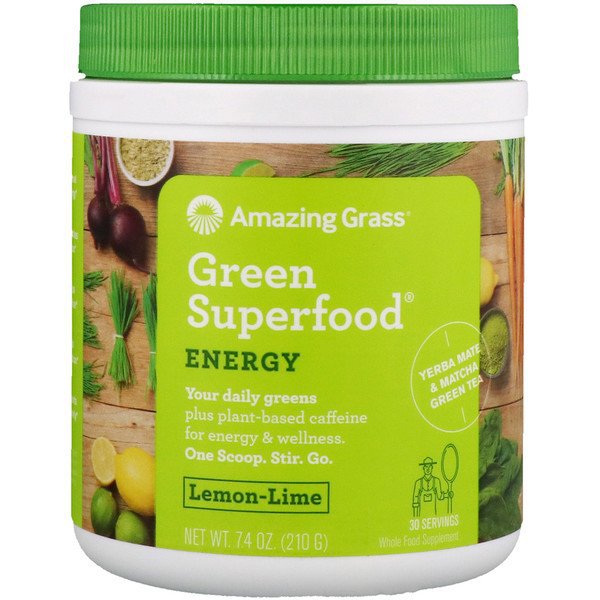 Amazing Grass®
Green
Superfood®
ENERGY
YERBA MATE
& MATCHA
GREEN TEA
Your daily greens
plus plant-based caffeine
for energy & wellness.
One Scoop. Stir. Go.
Lemon-Lime
30 SERVINGS
NET WT. 7.4 OZ. (210 G)
Whole Food Supplement